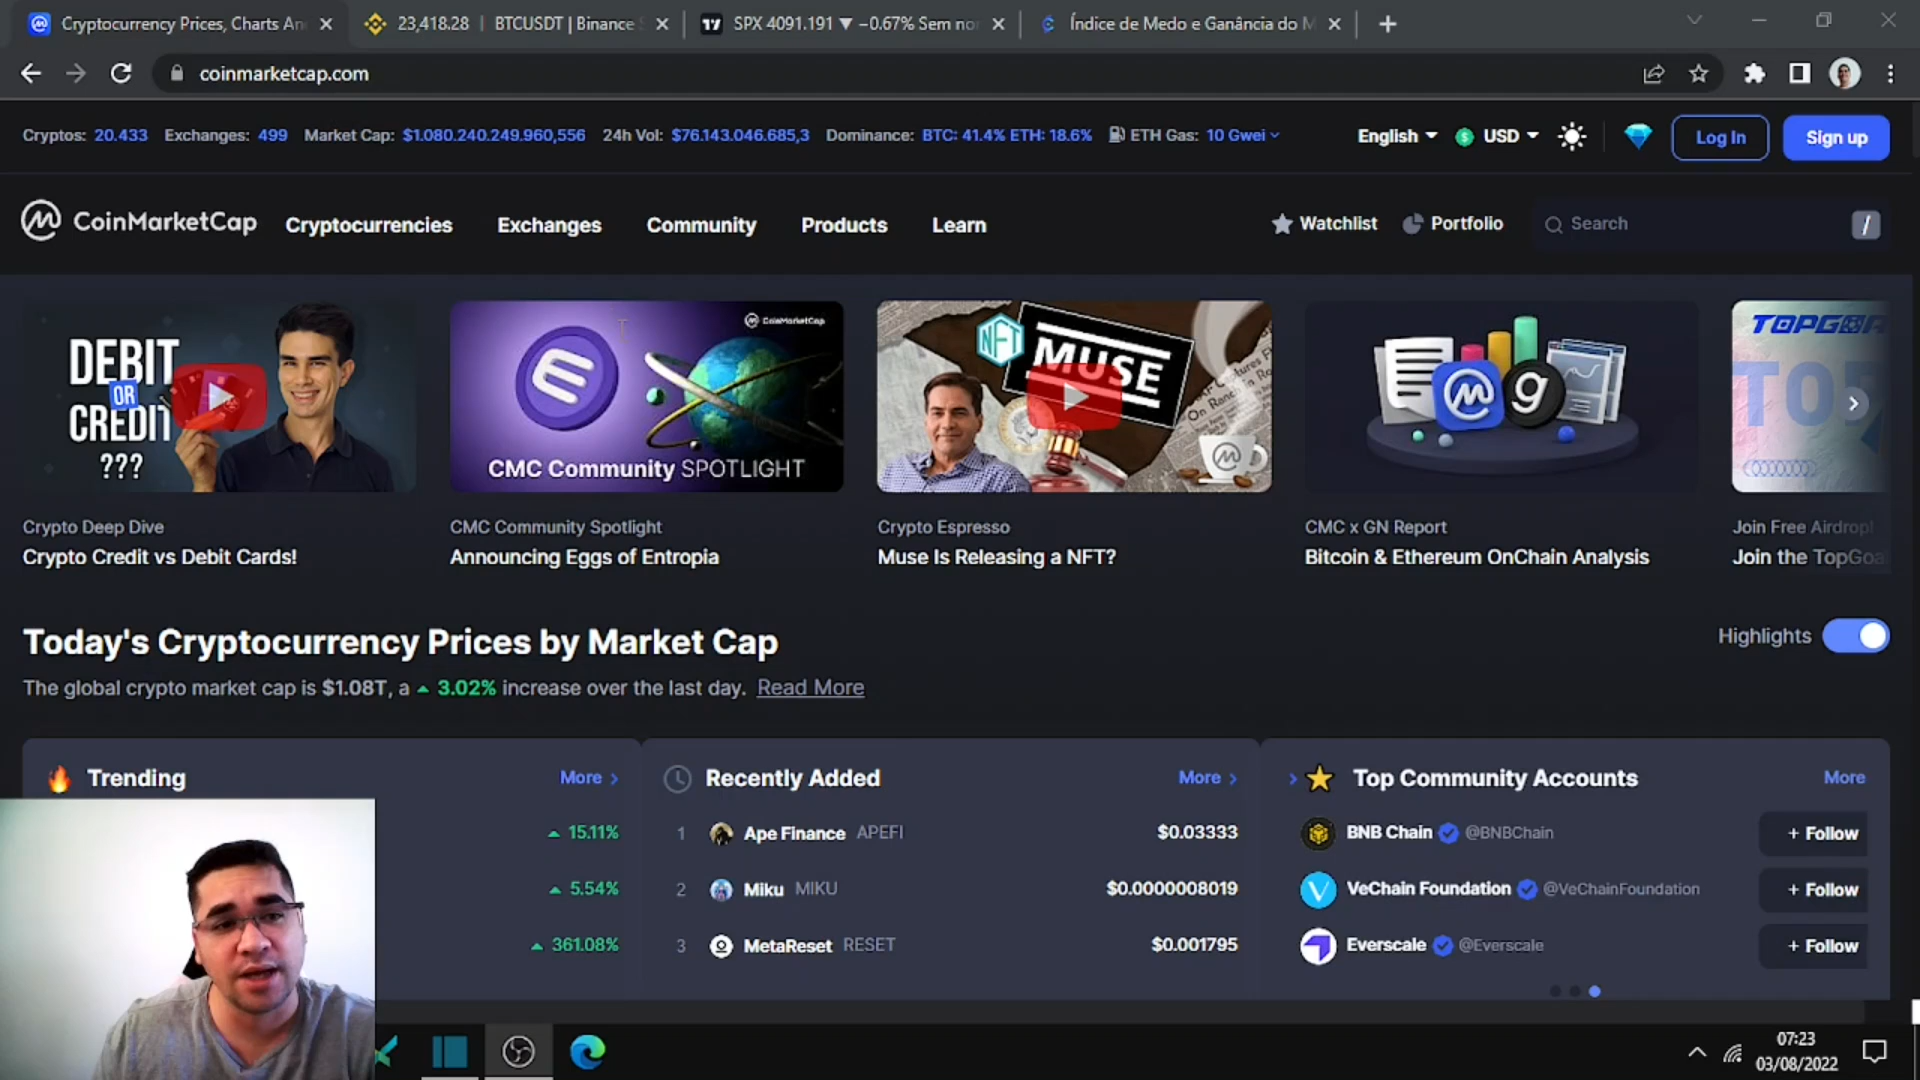 Cryptocurrency Prices, Charts An
23,418.28 | BTCUSDT | Binance S
SPX 4091.191 ▼ −0.67% Sem no
Índice de Medo e Ganância do M
coinmarketcap.com
Cryptos: 20.433 Exchanges: 499 Market Cap: $1.080.240.249.960,556 24h Vol: $76.143.046.685,3 Dominance: BTC: 41.4% ETH: 18.6% ETH Gas: 10 Gwei
English USD Log In Sign up
CoinMarketCap Cryptocurrencies Exchanges Community Products Learn
Watchlist Portfolio Search /
DEBIT
OR
CREDIT
???
CoinMarketCap
CMC Community SPOTLIGHT
NFT
MUSE
TOPGOA
Crypto Deep Dive
Crypto Credit vs Debit Cards!
CMC Community Spotlight
Announcing Eggs of Entropia
Crypto Espresso
Muse Is Releasing a NFT?
CMC x GN Report
Bitcoin & Ethereum OnChain Analysis
Join Free Airdrop!
Join the TopGoa
Today's Cryptocurrency Prices by Market Cap
Highlights
The global crypto market cap is $1.08T, a 3.02% increase over the last day. Read More
Trending More
15.11%
5.54%
361.08%
Recently Added More
1 Ape Finance APEFI $0.03333
2 Miku MIKU $0.0000008019
3 MetaReset RESET $0.001795
Top Community Accounts More
BNB Chain @BNBChain + Follow
VeChain Foundation @VeChainFoundation + Follow
Everscale @Everscale + Follow
07:23
03/08/2022